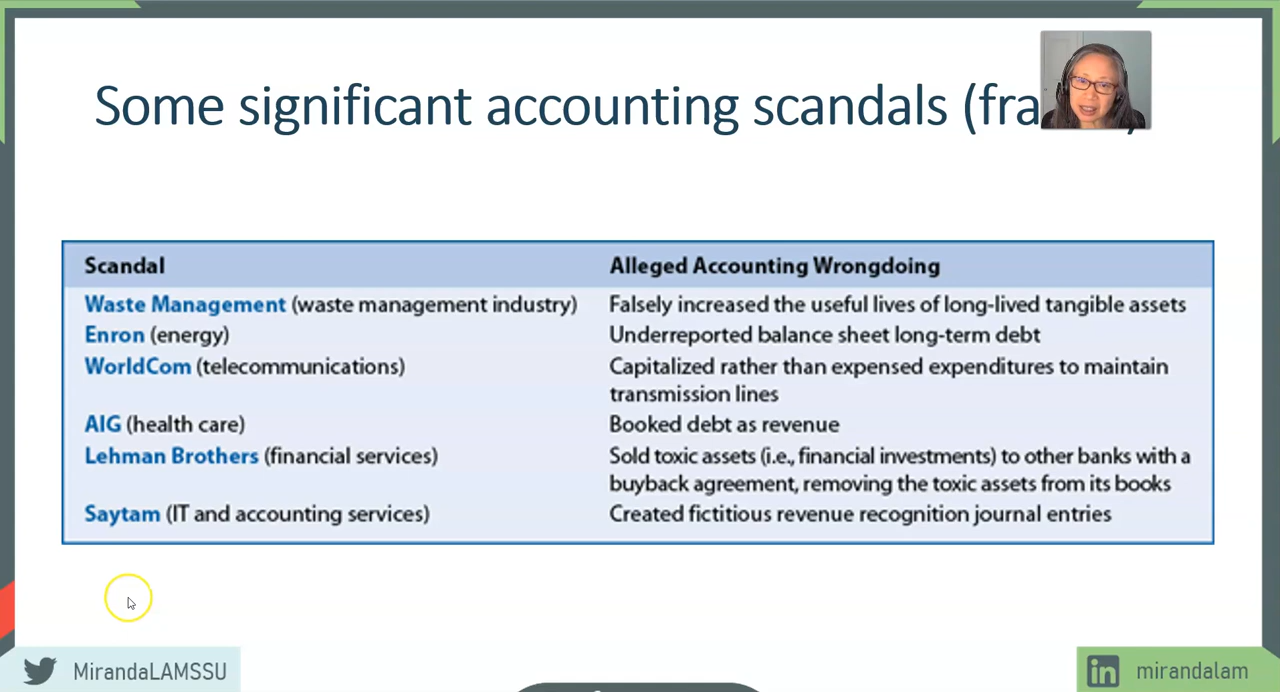 Some significant accounting scandals (fra
Scandal Alleged Accounting Wrongdoing
Waste Management (waste management industry) Falsely increased the useful lives of long-lived tangible assets
Enron (energy) Underreported balance sheet long-term debt
WorldCom (telecommunications) Capitalized rather than expensed expenditures to maintain
transmission lines
AIG (health care) Booked debt as revenue
Lehman Brothers (financial services) Sold toxic assets (i.e., financial investments) to other banks with a
buyback agreement, removing the toxic assets from its books
Saytam (IT and accounting services) Created fictitious revenue recognition journal entries
MirandaLAMSSU
in mirandalam